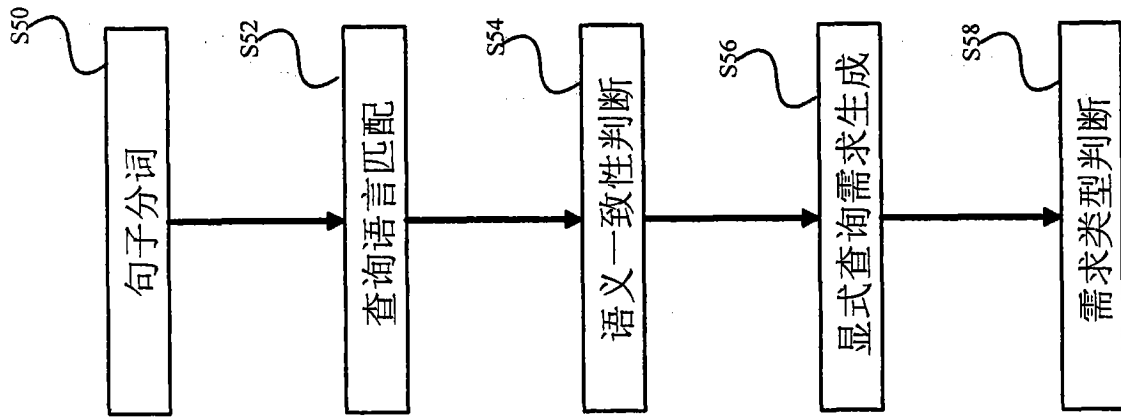 S50
句子分词
S52
查询语言匹配
S54
语义一致性判断
S56
显式查询需求生成
S58
需求类型判断